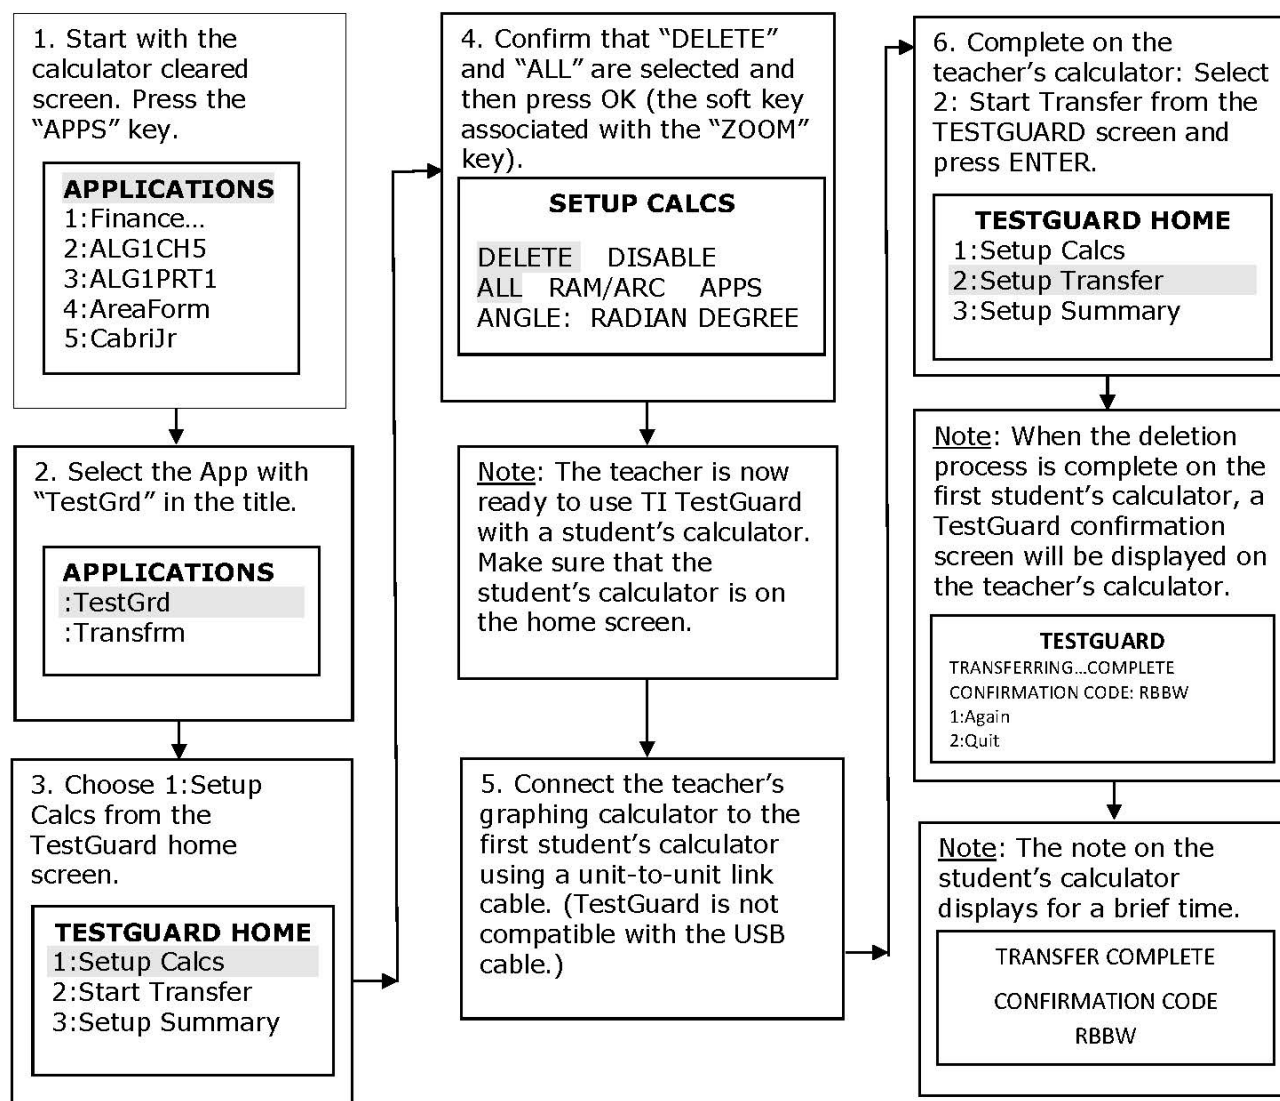 1. Start with the
calculator cleared
screen. Press the
“APPS” key.
APPLICATIONS
1:Finance…
2:ALG1CH5
3:ALG1PRT1
4:AreaForm
5:CabriJr
2. Select the App with
“TestGrd” in the title.
APPLICATIONS
:TestGrd
:Transfrm
3. Choose 1:Setup
Calcs from the
TestGuard home
screen.
TESTGUARD HOME
1:Setup Calcs
2:Start Transfer
3:Setup Summary
4. Confirm that “DELETE”
and “ALL” are selected and
then press OK (the soft key
associated with the “ZOOM”
key).
SETUP CALCS
DELETE DISABLE
ALL RAM/ARC APPS
ANGLE: RADIAN DEGREE
Note: The teacher is now
ready to use TI TestGuard
with a student’s calculator.
Make sure that the
student’s calculator is on
the home screen.
5. Connect the teacher’s
graphing calculator to the
first student’s calculator
using a unit-to-unit link
cable. (TestGuard is not
compatible with the USB
cable.)
6. Complete on the
teacher’s calculator: Select
2: Start Transfer from the
TESTGUARD screen and
press ENTER.
TESTGUARD HOME
1:Setup Calcs
2:Setup Transfer
3:Setup Summary
Note: When the deletion
process is complete on the
first student’s calculator, a
TestGuard confirmation
screen will be displayed on
the teacher’s calculator.
TESTGUARD
TRANSFERRING…COMPLETE
CONFIRMATION CODE: RBBW
1:Again
2:Quit
Note: The note on the
student’s calculator
displays for a brief time.
TRANSFER COMPLETE
CONFIRMATION CODE
RBBW